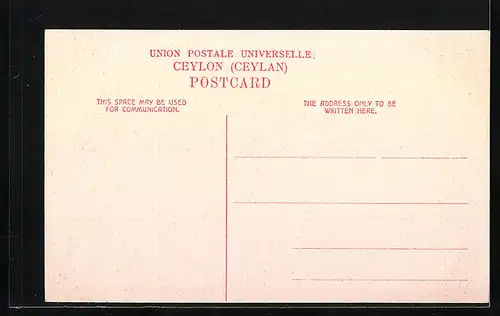 UNION POSTALE UNIVERSELLE.
CEYLON (CEYLAN)
POSTCARD
THIS SPACE MAY BE USED
FOR COMMUNICATION.
THE ADDRESS ONLY TO BE
WRITTEN HERE.